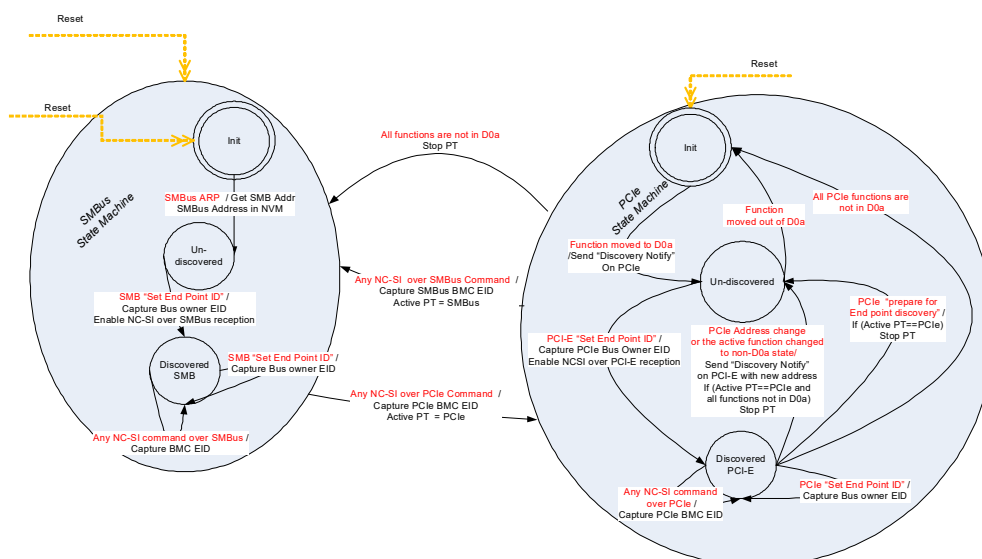 Reset
Reset
Init
SMBus
State Machine
SMBus ARP / Get SMB Addr
SMBus Address in NVM
Un-
discovered
SMB “Set End Point ID” /
Capture Bus owner EID
Enable NC-SI over SMBus reception
Discovered
SMB
SMB “Set End Point ID”/
Capture Bus owner EID
Any NC-SI command over SMBus /
Capture BMC EID
All functions are not in D0a
Stop PT
Any NC-SI over SMBus Command /
Capture SMBus BMC EID
Active PT = SMBus
Any NC-SI over PCIe Command /
Capture PCIe BMC EID
Active PT = PCIe
Reset
Init
PCIe
State Machine
Function moved to D0a
/Send “Discovery Notify”
On PCIe
Function
moved out of D0a
All PCIe functions are
not in D0a
Un-discovered
PCI-E “Set End Point ID” /
Capture PCIe Bus Owner EID
Enable NCSI over PCI-E reception
PCIe Address change
or the active function changed
to non-D0a state/
Send “Discovery Notify”
on PCI-E with new address
If (Active PT==PCIe and
all functions not in D0a)
Stop PT
PCIe “prepare for
End point discovery”/
If (Active PT==PCIe)
Stop PT
Discovered
PCI-E
Any NC-SI command
over PCIe /
Capture PCIe BMC EID
PCIe “Set End Point ID” /
Capture Bus owner EID